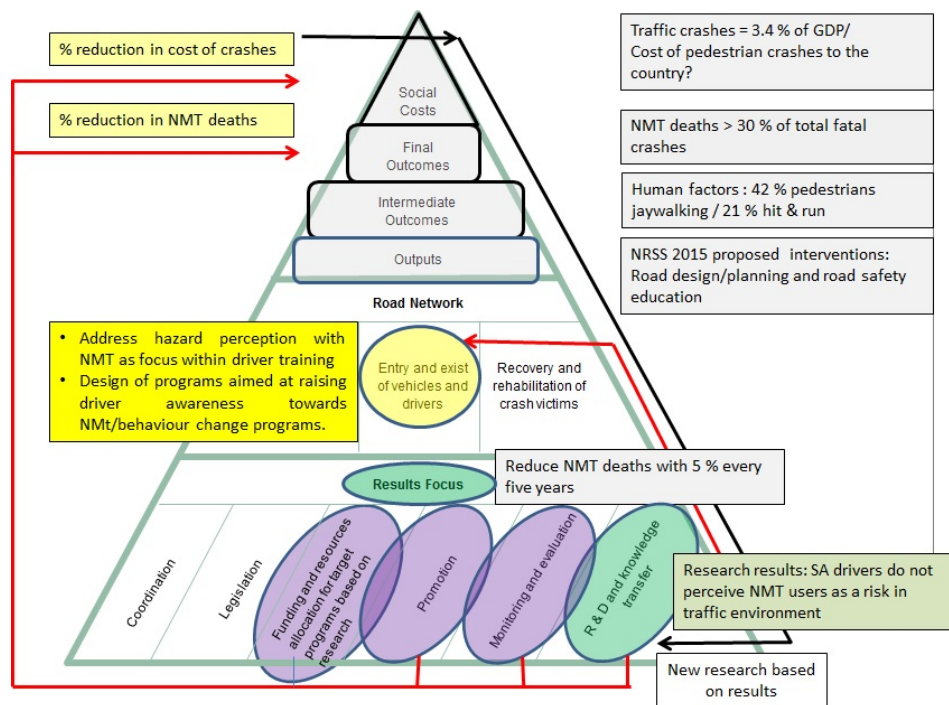 % reduction in cost of crashes
% reduction in NMT deaths
Social
Costs
Final
Outcomes
Intermediate
Outcomes
Outputs
Road Network
Traffic crashes = 3.4 % of GDP/
Cost of pedestrian crashes to the
country?
NMT deaths > 30 % of total fatal
crashes
Human factors : 42 % pedestrians
jaywalking / 21 % hit & run
NRSS 2015 proposed interventions:
Road design/planning and road safety
education
• Address hazard perception with
NMT as focus within driver training
• Design of programs aimed at raising
driver awareness towards
NMt/behaviour change programs.
Entry and exist
of vehicles and
drivers
Recovery and
rehabilitation of
crash victims
Results Focus
Reduce NMT deaths with 5 % every
five years
Coordination
Legislation
Funding and resources
allocation for target
programs based on
research
Promotion
Monitoring and evaluation
R & D and knowledge
transfer
Research results: SA drivers do not
perceive NMT users as a risk in
traffic environment
New research based
on results